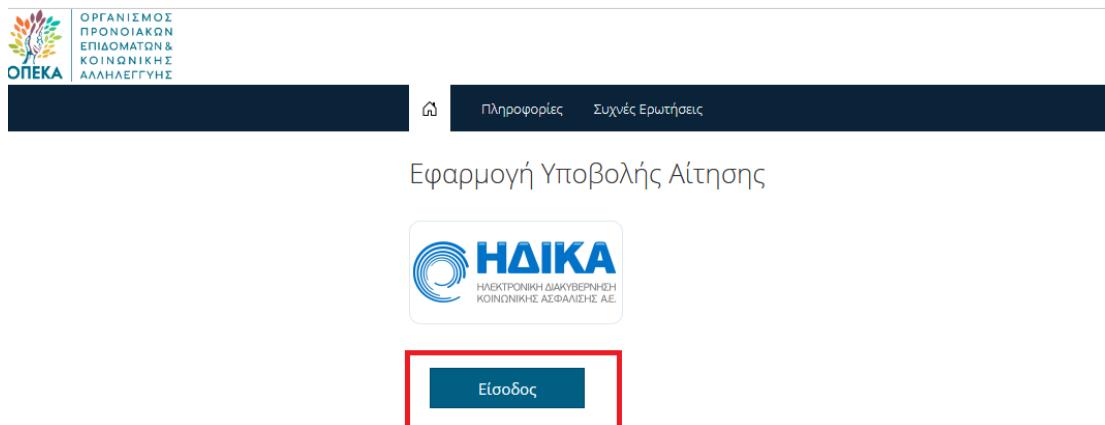 ΟΡΓΑΝΙΣΜΟΣ
ΠΡΟΝΟΙΑΚΩΝ
ΕΠΙΔΟΜΑΤΩΝ &
ΚΟΙΝΩΝΙΚΗΣ
ΑΛΛΗΛΕΓΓΥΗΣ
ΟΠΕΚΑ
Πληροφορίες Συχνές Ερωτήσεις
Εφαρμογή Υποβολής Αίτησης
ΗΔΙΚΑ
ΗΛΕΚΤΡΟΝΙΚΗ ΔΙΑΚΥΒΕΡΝΗΣΗ
ΚΟΙΝΩΝΙΚΗΣ ΑΣΦΑΛΙΣΗΣ Α.Ε.
Είσοδος